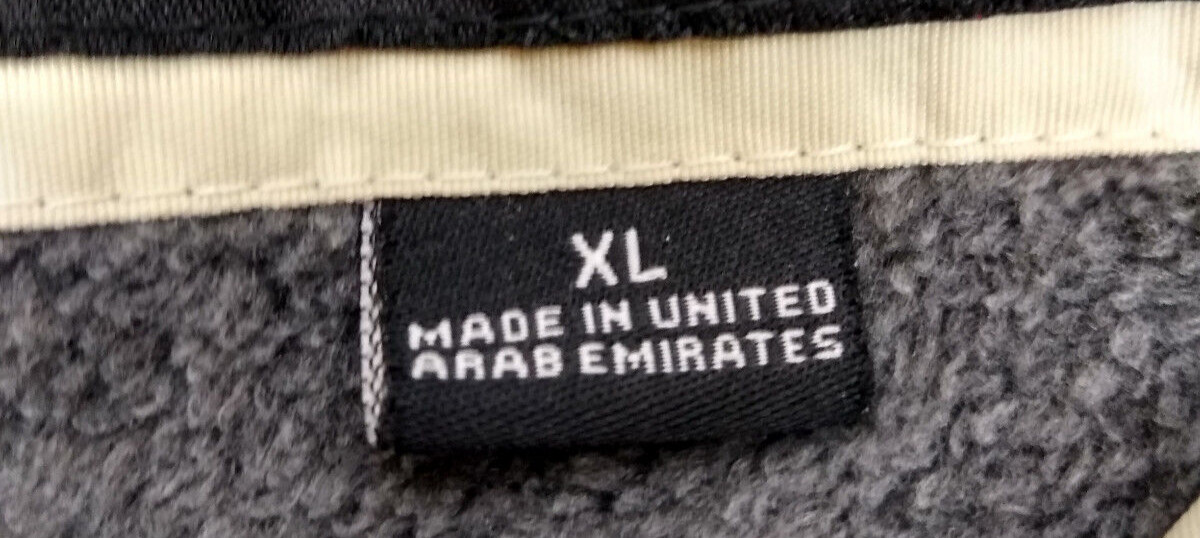 XL
MADE IN UNITED
ARAB EMIRATES